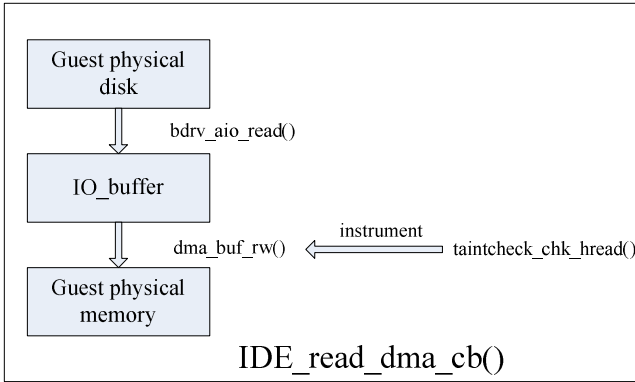 Guest physical
disk
bdrv_aio_read()
IO_buffer
instrument
dma_buf_rw()
taintcheck_chk_hread()
Guest physical
memory
IDE_read_dma_cb()